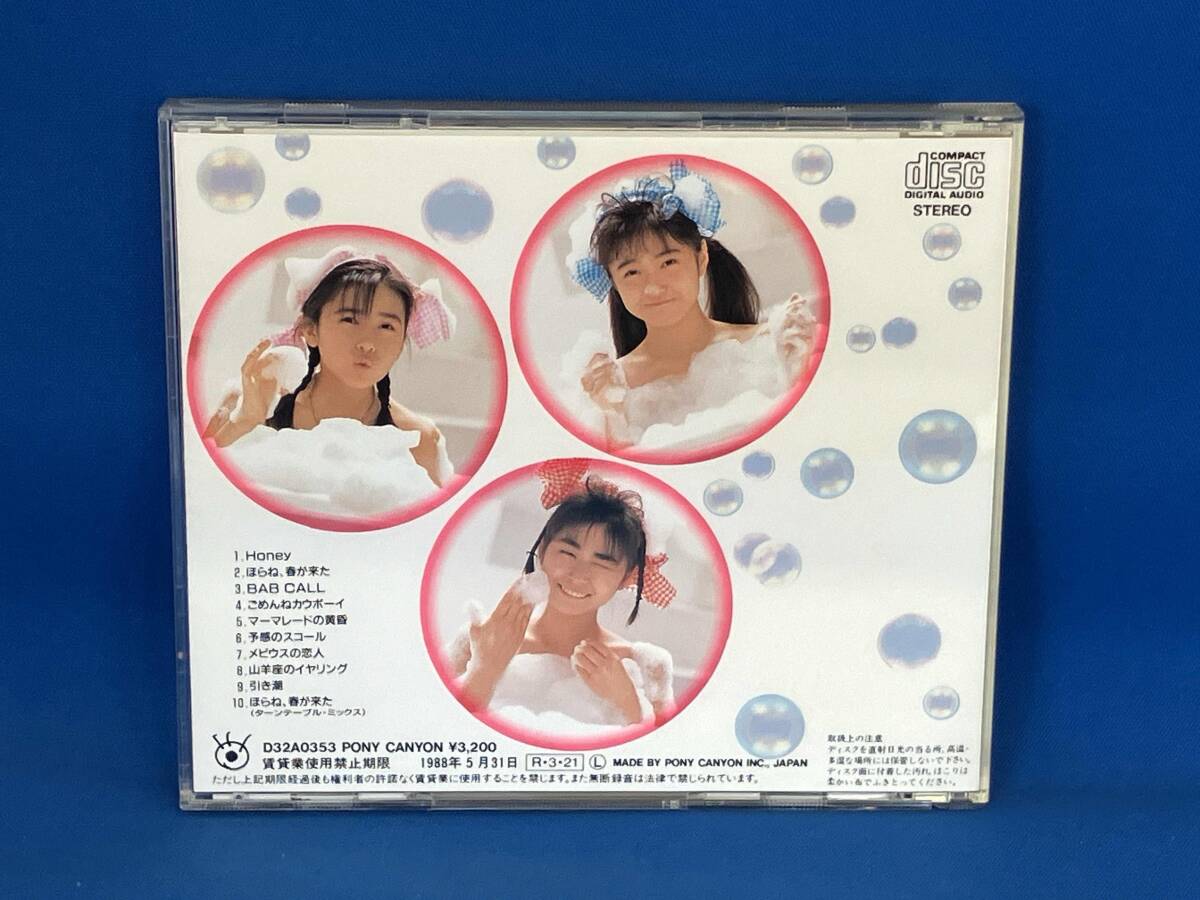 COMPACT
disc
DIGITAL AUDIO
STEREO
1. Honey
2. ほらね、春が来た
3. BAB CALL
4. ごめんねカウボーイ
5. マーマレードの黄昏
6. 予感のスコール
7. メビウスの恋人
8. 山羊座のイヤリング
9. 引き潮
10. ほらね、春が来た
(ターンテーブル・ミックス)
D32A0353 PONY CANYON ¥3,200
賃貸業使用禁止期限 1988年5月31日 R・3・21 Ⓛ MADE BY PONY CANYON INC., JAPAN
ただし上記期限経過後も権利者の許諾なく賃貸業に使用することを禁じます。また無断録音は法律で禁じられています。
取扱上の注意
ディスクを直射日光の当る所、高温・
多湿な場所には保管しないで下さい。
ディスク面に付着した汚れ、ほこりは
柔かい布でふきとってください。